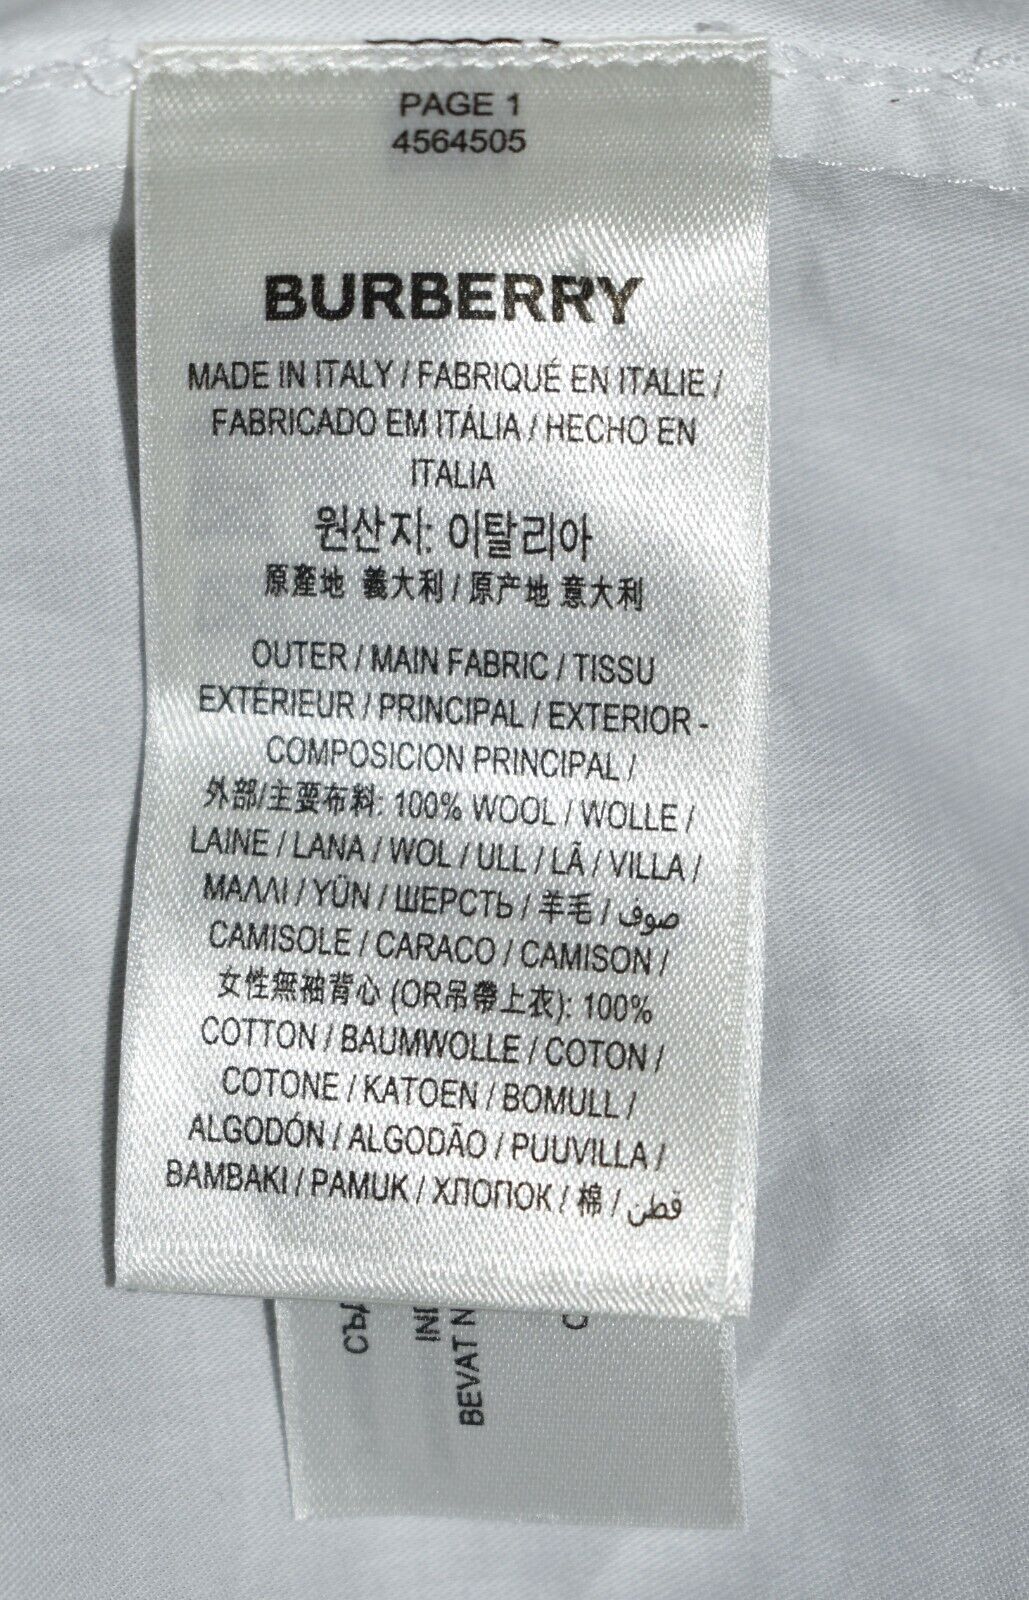 PAGE 1
4564505
BURBERRY
MADE IN ITALY / FABRIQUÉ EN ITALIE /
FABRICADO EM ITÁLIA / HECHO EN
ITALIA
원산지: 이탈리아
原產地 義大利 / 原产地 意大利
OUTER / MAIN FABRIC / TISSU
EXTÉRIEUR / PRINCIPAL / EXTERIOR -
COMPOSICION PRINCIPAL /
外部/主要布料: 100% WOOL / WOLLE /
LAINE / LANA / WOL / ULL / LÃ / VILLA /
ΜΑΛΛΙ / YÜN / ШЕРСТЬ / 羊毛 / صوف
CAMISOLE / CARACO / CAMISON /
女性無袖背心 (OR吊帶上衣): 100%
COTTON / BAUMWOLLE / COTON /
COTONE / KATOEN / BOMULL /
ALGODÓN / ALGODÃO / PUUVILLA /
BAMBAKI / PAMUK / ХЛОПОК / 棉 / قطن
BEVAT